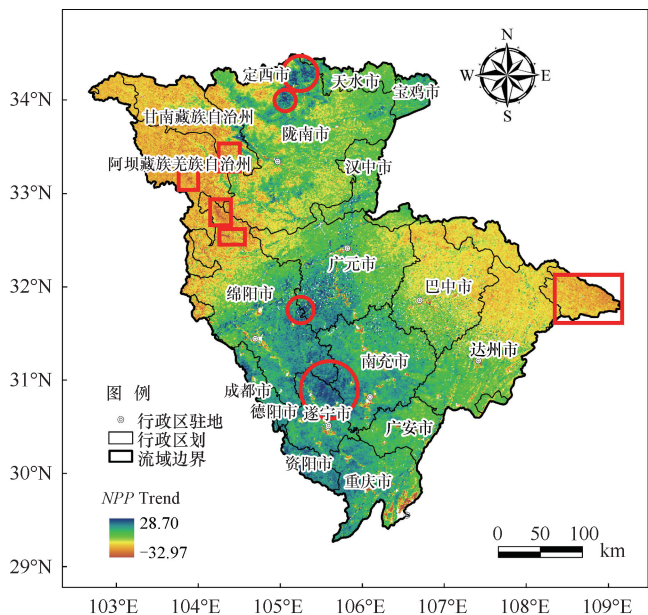 N
W E
S
34°N
33°N
32°N
31°N
30°N
29°N
定西市
天水市
宝鸡市
甘南藏族自治州
陇南市
汉中市
阿坝藏族羌族自治州
广元市
巴中市
绵阳市
南充市
达州市
成都市
德阳市
遂宁市
广安市
资阳市
重庆市
图 例
行政区驻地
行政区划
流域边界
NPP Trend
28.70
−32.97
0 50 100
km
103°E 104°E 105°E 106°E 107°E 108°E 109°E